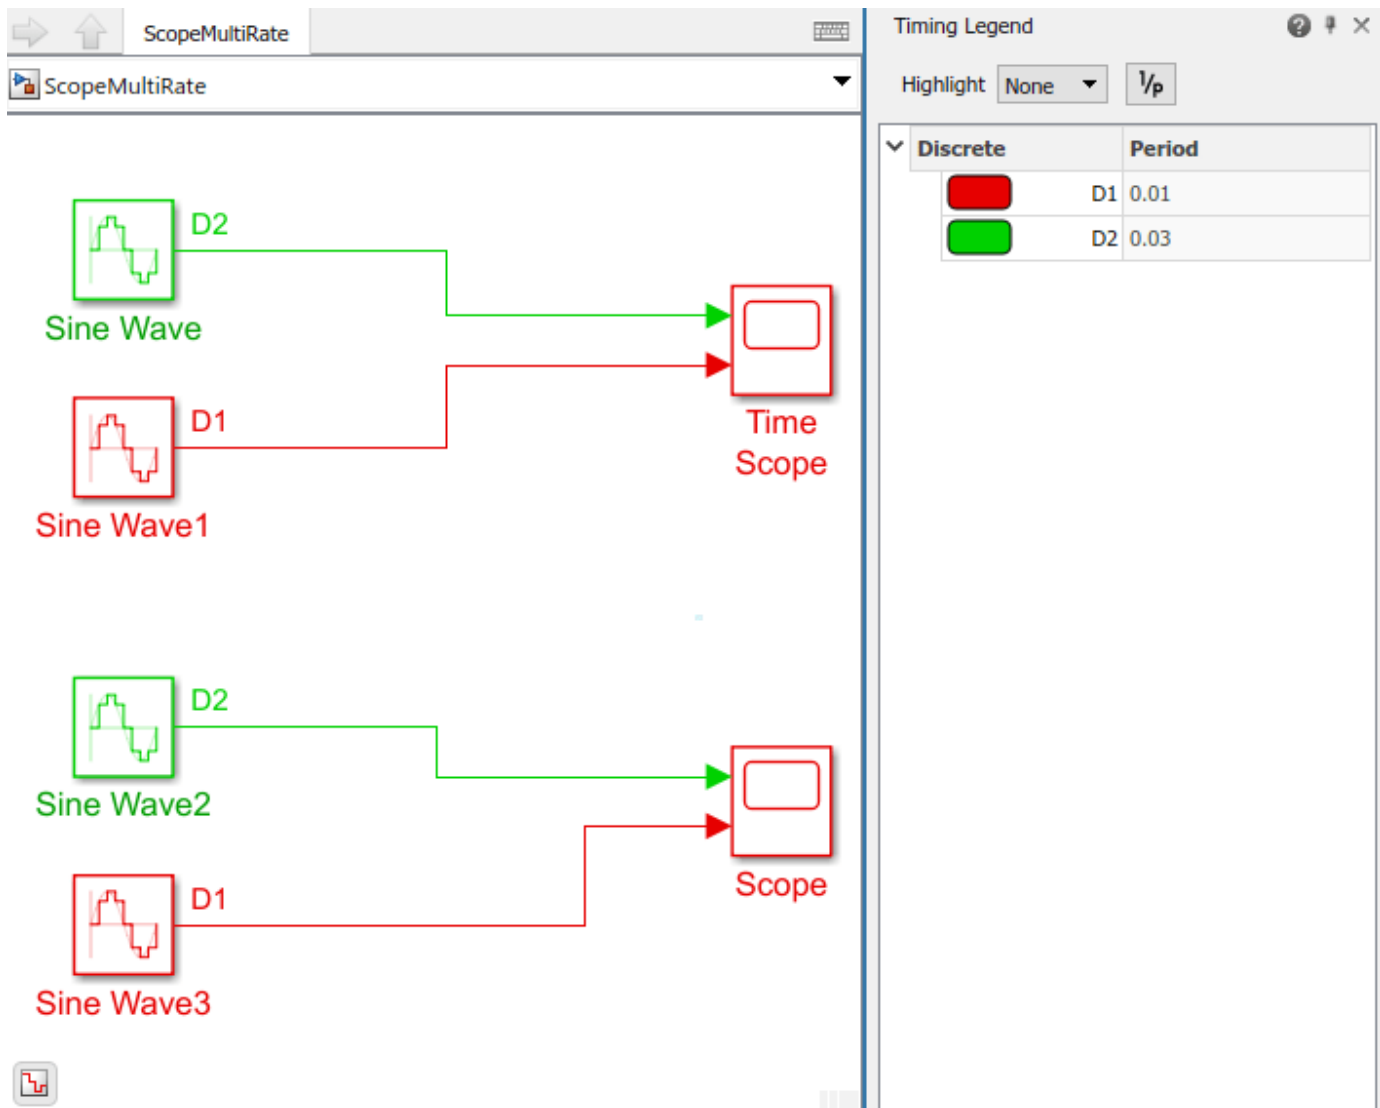 ScopeMultiRate
ScopeMultiRate
D2
Sine Wave
D1
Sine Wave1
Time
Scope
D2
Sine Wave2
D1
Sine Wave3
Scope
Timing Legend
Highlight None 1/P
Discrete Period
D1 0.01
D2 0.03